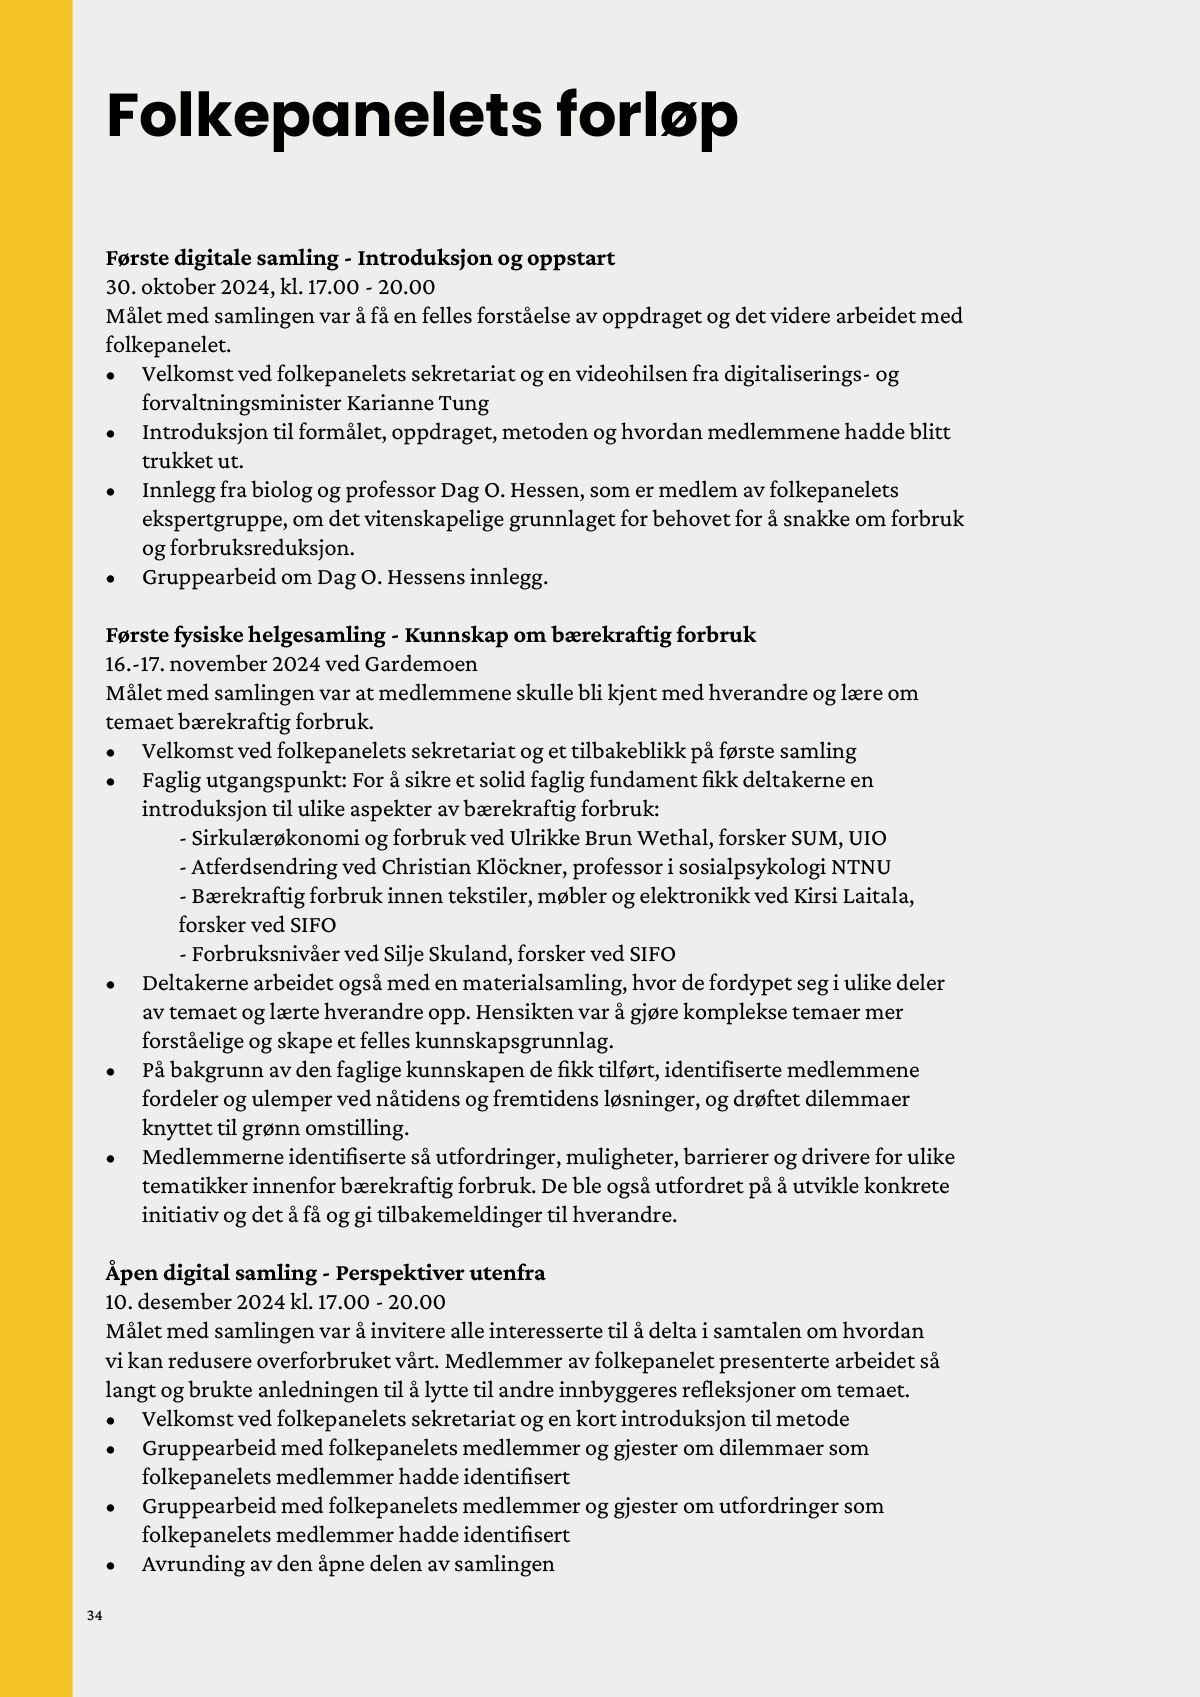 Folkepanelets forløp
Første digitale samling - Introduksjon og oppstart
30. oktober 2024, kl. 17.00 - 20.00
Målet med samlingen var å få en felles forståelse av oppdraget og det videre arbeidet med
folkepanelet.
• Velkomst ved folkepanelets sekretariat og en videohilsen fra digitaliserings- og
forvaltningsminister Karianne Tung
• Introduksjon til formålet, oppdraget, metoden og hvordan medlemmene hadde blitt
trukket ut.
• Innlegg fra biolog og professor Dag O. Hessen, som er medlem av folkepanelets
ekspertgruppe, om det vitenskapelige grunnlaget for behovet for å snakke om forbruk
og forbruksreduksjon.
• Gruppearbeid om Dag O. Hessens innlegg.
Første fysiske helgesamling - Kunnskap om bærekraftig forbruk
16.-17. november 2024 ved Gardemoen
Målet med samlingen var at medlemmene skulle bli kjent med hverandre og lære om
temaet bærekraftig forbruk.
• Velkomst ved folkepanelets sekretariat og et tilbakeblikk på første samling
• Faglig utgangspunkt: For å sikre et solid faglig fundament fikk deltakerne en
introduksjon til ulike aspekter av bærekraftig forbruk:
- Sirkulærøkonomi og forbruk ved Ulrikke Brun Wethal, forsker SUM, UIO
- Atferdsendring ved Christian Klöckner, professor i sosialpsykologi NTNU
- Bærekraftig forbruk innen tekstiler, møbler og elektronikk ved Kirsi Laitala,
forsker ved SIFO
- Forbruksnivåer ved Silje Skuland, forsker ved SIFO
• Deltakerne arbeidet også med en materialsamling, hvor de fordypet seg i ulike deler
av temaet og lærte hverandre opp. Hensikten var å gjøre komplekse temaer mer
forståelige og skape et felles kunnskapsgrunnlag.
• På bakgrunn av den faglige kunnskapen de fikk tilført, identifiserte medlemmene
fordeler og ulemper ved nåtidens og fremtidens løsninger, og drøftet dilemmaer
knyttet til grønn omstilling.
• Medlemmerne identifiserte så utfordringer, muligheter, barrierer og drivere for ulike
tematikker innenfor bærekraftig forbruk. De ble også utfordret på å utvikle konkrete
initiativ og det å få og gi tilbakemeldinger til hverandre.
Åpen digital samling - Perspektiver utenfra
10. desember 2024 kl. 17.00 - 20.00
Målet med samlingen var å invitere alle interesserte til å delta i samtalen om hvordan
vi kan redusere overforbruket vårt. Medlemmer av folkepanelet presenterte arbeidet så
langt og brukte anledningen til å lytte til andre innbyggeres refleksjoner om temaet.
• Velkomst ved folkepanelets sekretariat og en kort introduksjon til metode
• Gruppearbeid med folkepanelets medlemmer og gjester om dilemmaer som
folkepanelets medlemmer hadde identifisert
• Gruppearbeid med folkepanelets medlemmer og gjester om utfordringer som
folkepanelets medlemmer hadde identifisert
• Avrunding av den åpne delen av samlingen
34